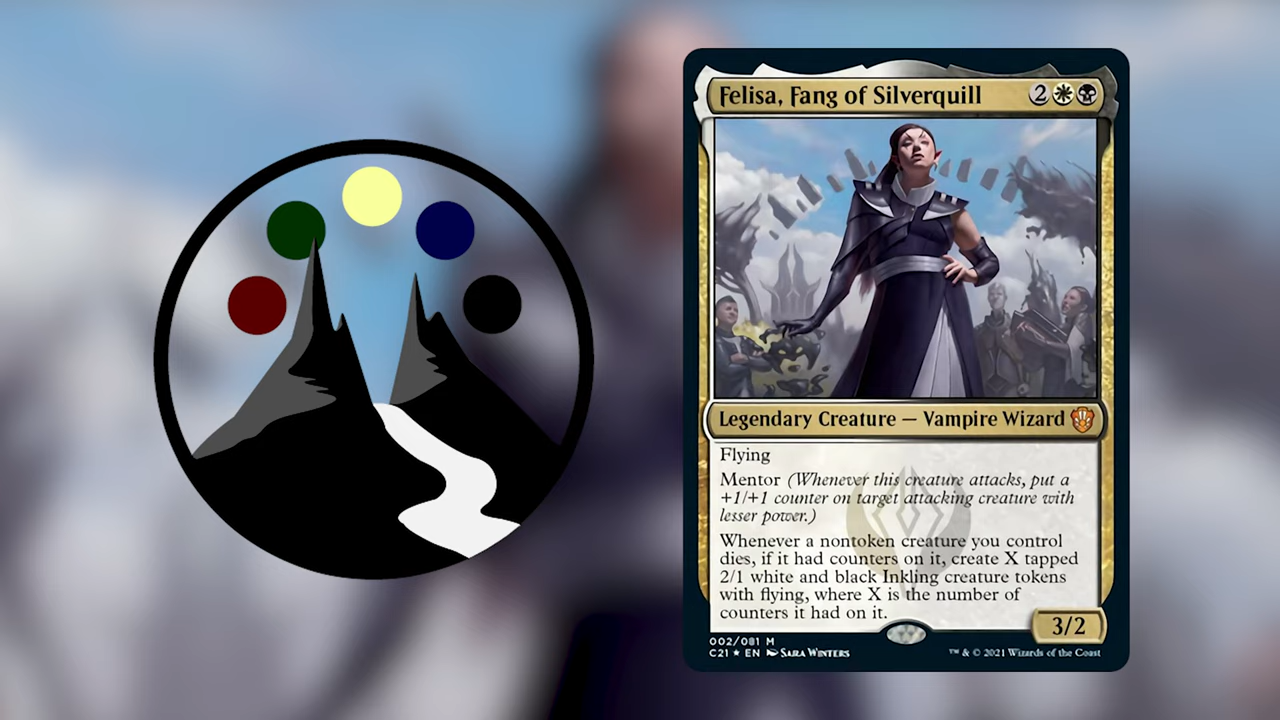 Felisa, Fang of Silverquill 2
Legendary Creature — Vampire Wizard
Flying
Mentor (Whenever this creature attacks, put a
+1/+1 counter on target attacking creature with
lesser power.)
Whenever a nontoken creature you control
dies, if it had counters on it, create X tapped
2/1 white and black Inkling creature tokens
with flying, where X is the number of
counters it had on it.
3/2
002/081 M
C21 ★ EN Sara Winters
™ & © 2021 Wizards of the Coast